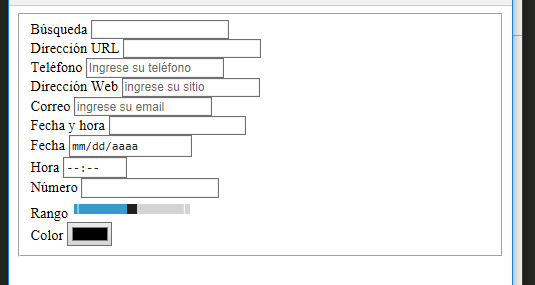 Búsqueda
Dirección URL
Teléfono Ingrese su teléfono
Dirección Web ingrese su sitio
Correo ingrese su email
Fecha y hora
Fecha mm/dd/aaaa
Hora --:--
Número
Rango
Color